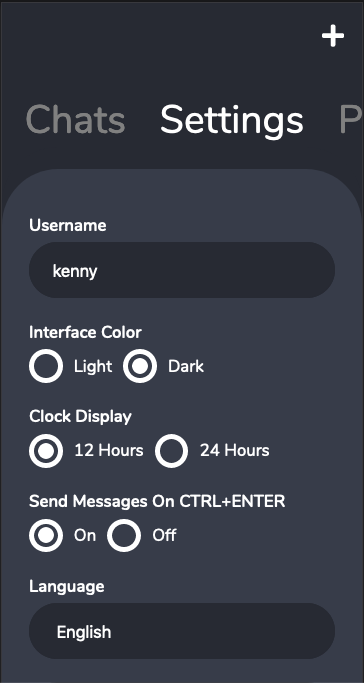 Chats Settings P
Username
kenny
Interface Color
Light Dark
Clock Display
12 Hours 24 Hours
Send Messages On CTRL+ENTER
On Off
Language
English